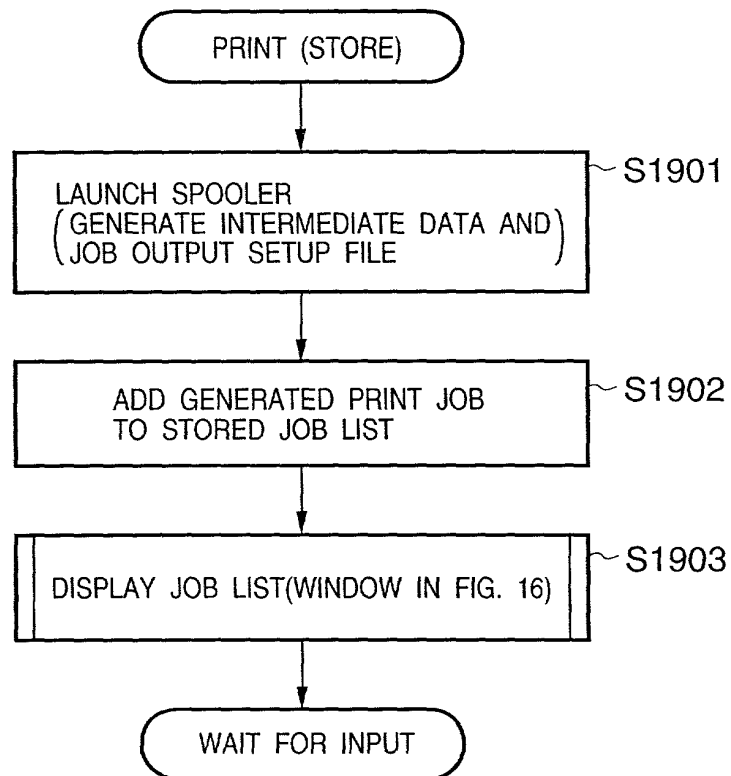 PRINT (STORE)
S1901
LAUNCH SPOOLER
(GENERATE INTERMEDIATE DATA AND
JOB OUTPUT SETUP FILE)
S1902
ADD GENERATED PRINT JOB
TO STORED JOB LIST
S1903
DISPLAY JOB LIST(WINDOW IN FIG. 16)
WAIT FOR INPUT